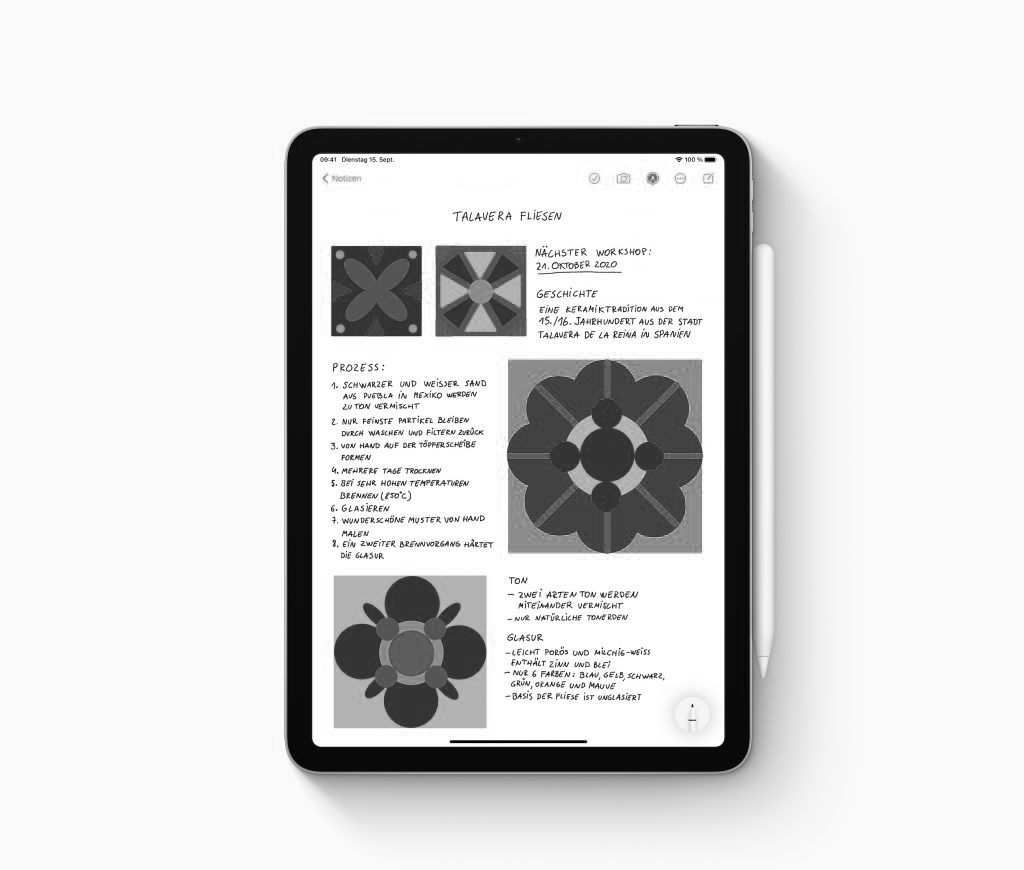 09:41 Dienstag 15. Sept.
100 %
Notizen
TALAVERA FLIESEN
NÄCHSTER WORKSHOP:
21. OKTOBER 2020
GESCHICHTE
EINE KERAMIKTRADITION AUS DEM
15./16. JAHRHUNDERT AUS DER STADT
TALAVERA DE LA REINA IN SPANIEN
PROZESS:
1. SCHWARZER UND WEISSER SAND
AUS PUEBLA IN MEXIKO WERDEN
ZU TON VERMISCHT
2. NUR FEINSTE PARTIKEL BLEIBEN
DURCH WASCHEN UND FILTERN ZURÜCK
3. VON HAND AUF DER TÖPFERSCHEIBE
FORMEN
4. MEHRERE TAGE TROCKNEN
5. BEI SEHR HOHEN TEMPERATUREN
BRENNEN (850°C)
6. GLASIEREN
7. WUNDERSCHÖNE MUSTER VON HAND
MALEN
8. EIN ZWEITER BRENNVORGANG HÄRTET
DIE GLASUR
TON
- ZWEI ARTEN TON WERDEN
MITEINANDER VERMISCHT
- NUR NATÜRLICHE TONERDEN
GLASUR
- LEICHT PORÖS UND MILCHIG-WEISS
ENTHÄLT ZINN UND BLEI
- NUR 6 FARBEN: BLAU, GELB, SCHWARZ,
GRÜN, ORANGE UND MAUVE
- BASIS DER FLIESE IST UNGLASIERT